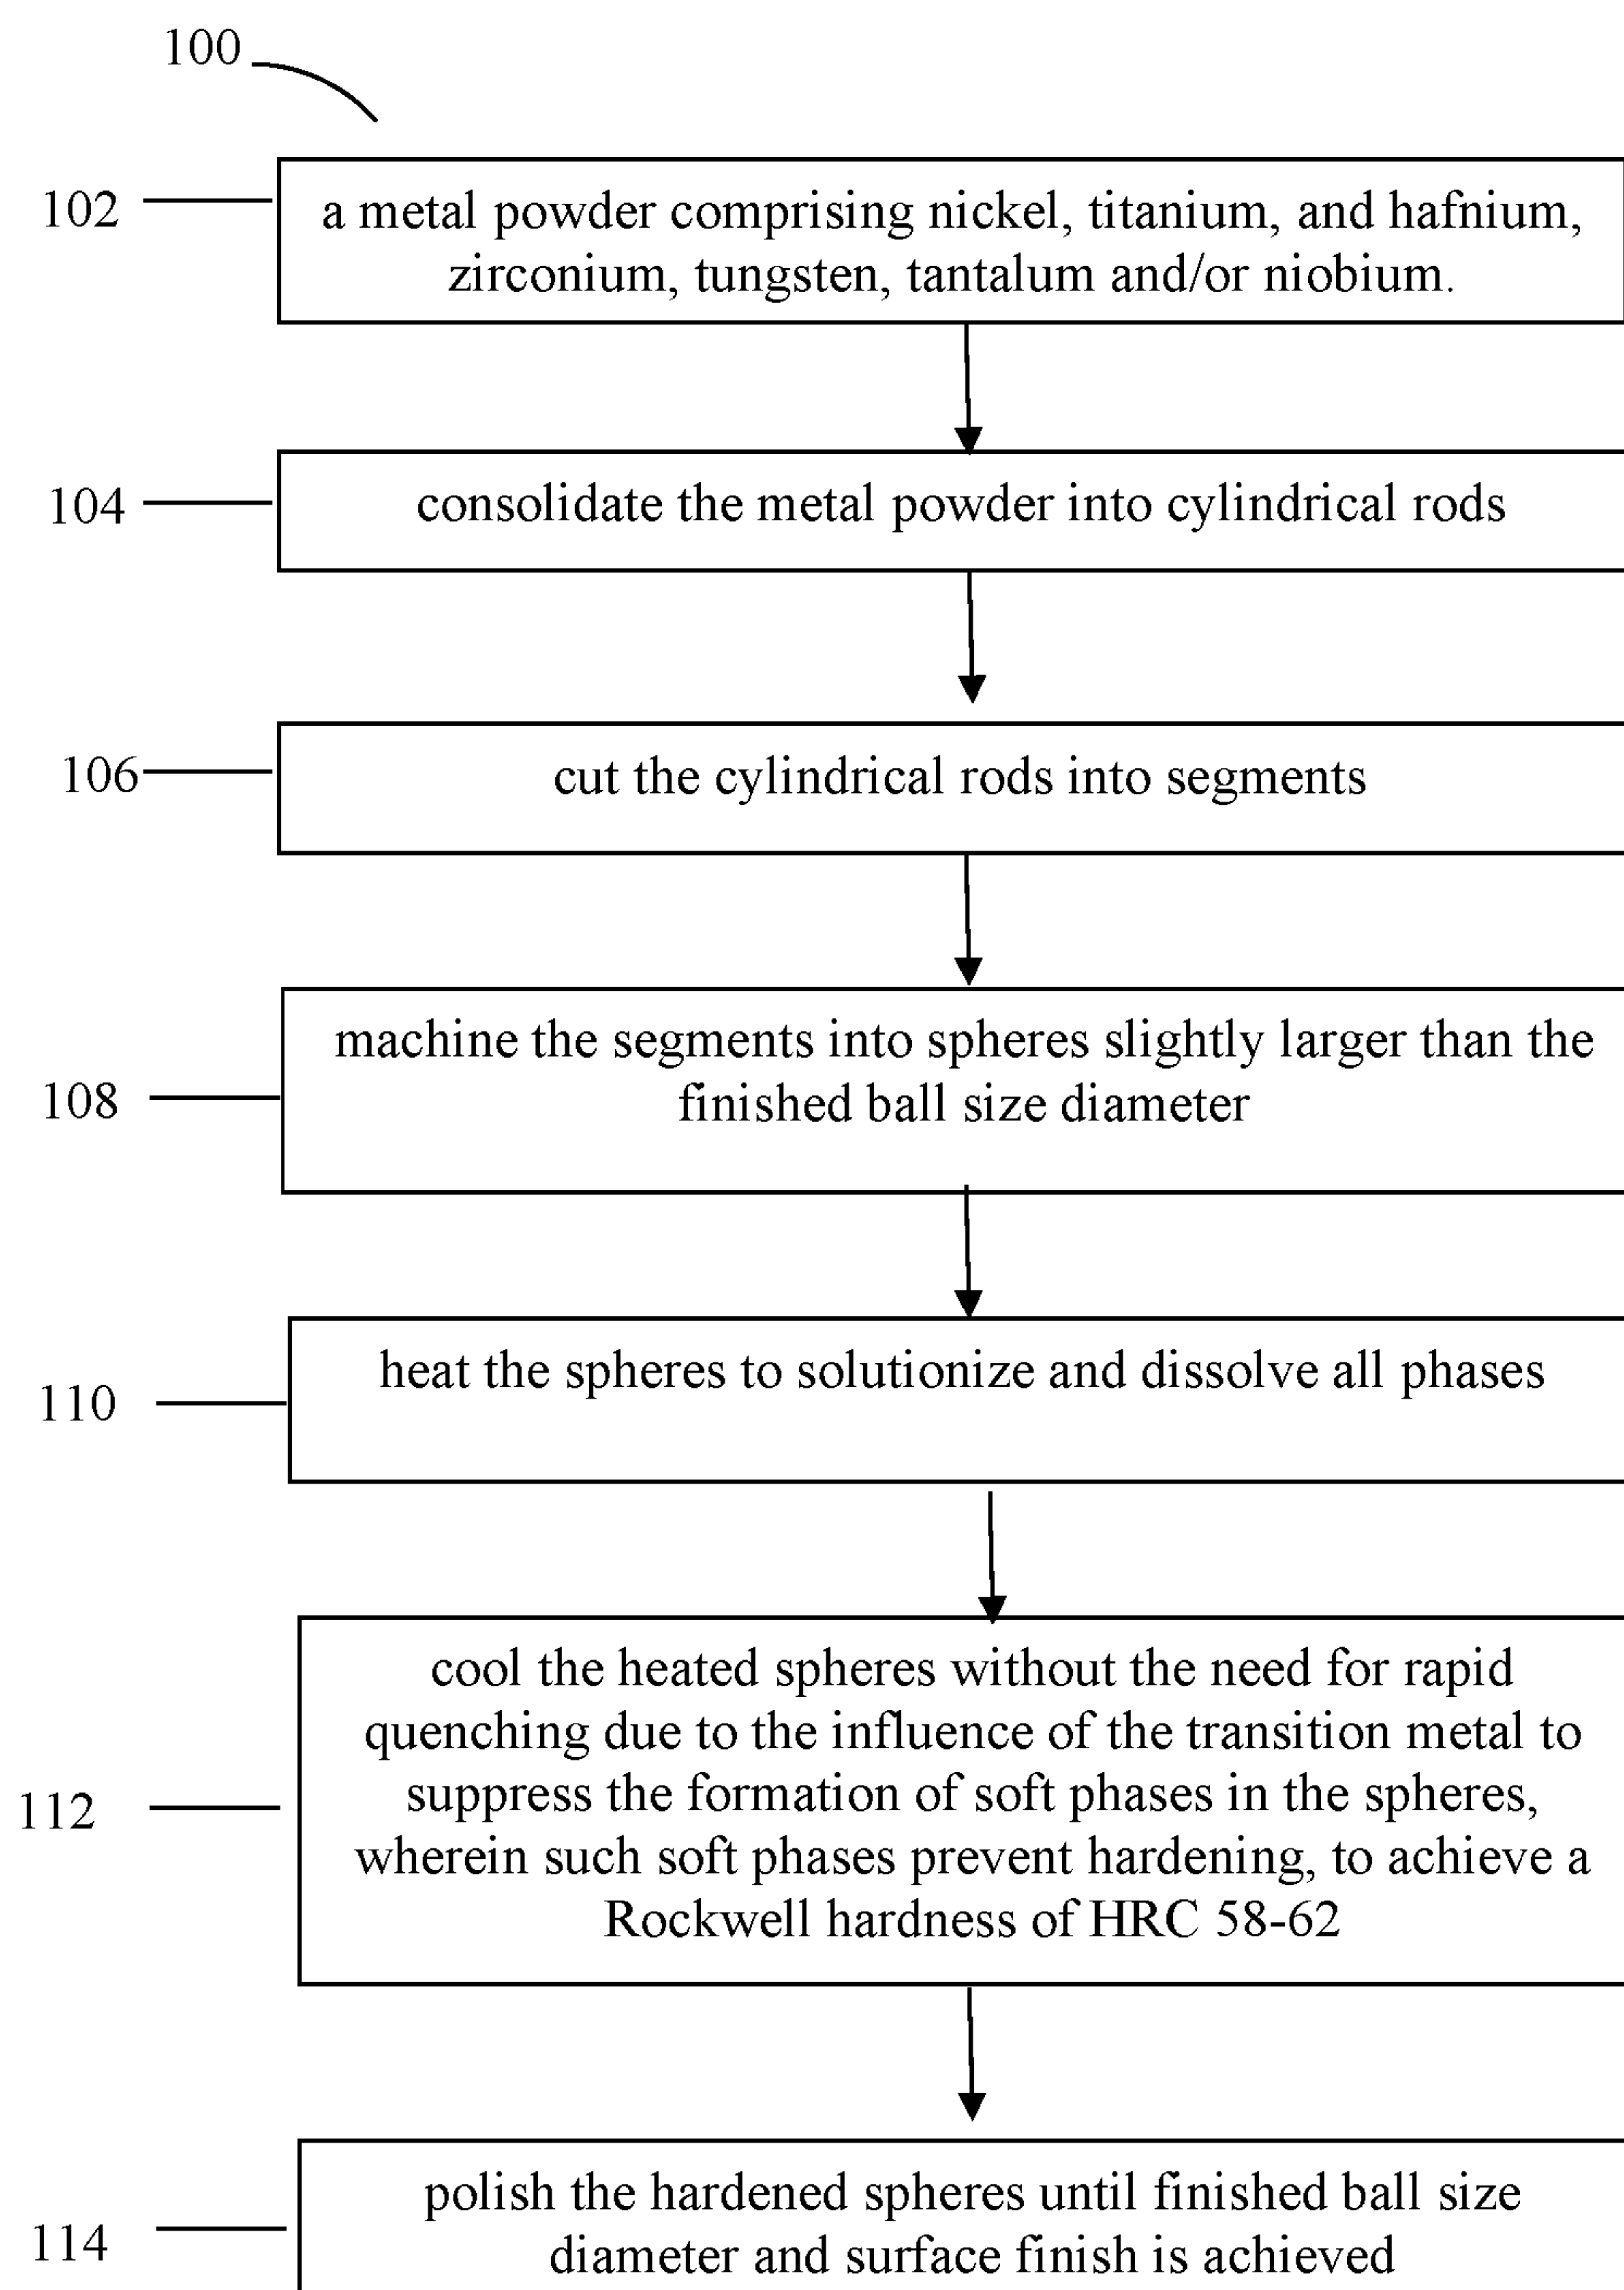 100
102
a metal powder comprising nickel, titanium, and hafnium,
zirconium, tungsten, tantalum and/or niobium.
104
consolidate the metal powder into cylindrical rods
106
cut the cylindrical rods into segments
108
machine the segments into spheres slightly larger than the
finished ball size diameter
110
heat the spheres to solutionize and dissolve all phases
112
cool the heated spheres without the need for rapid
quenching due to the influence of the transition metal to
suppress the formation of soft phases in the spheres,
wherein such soft phases prevent hardening, to achieve a
Rockwell hardness of HRC 58-62
114
polish the hardened spheres until finished ball size
diameter and surface finish is achieved